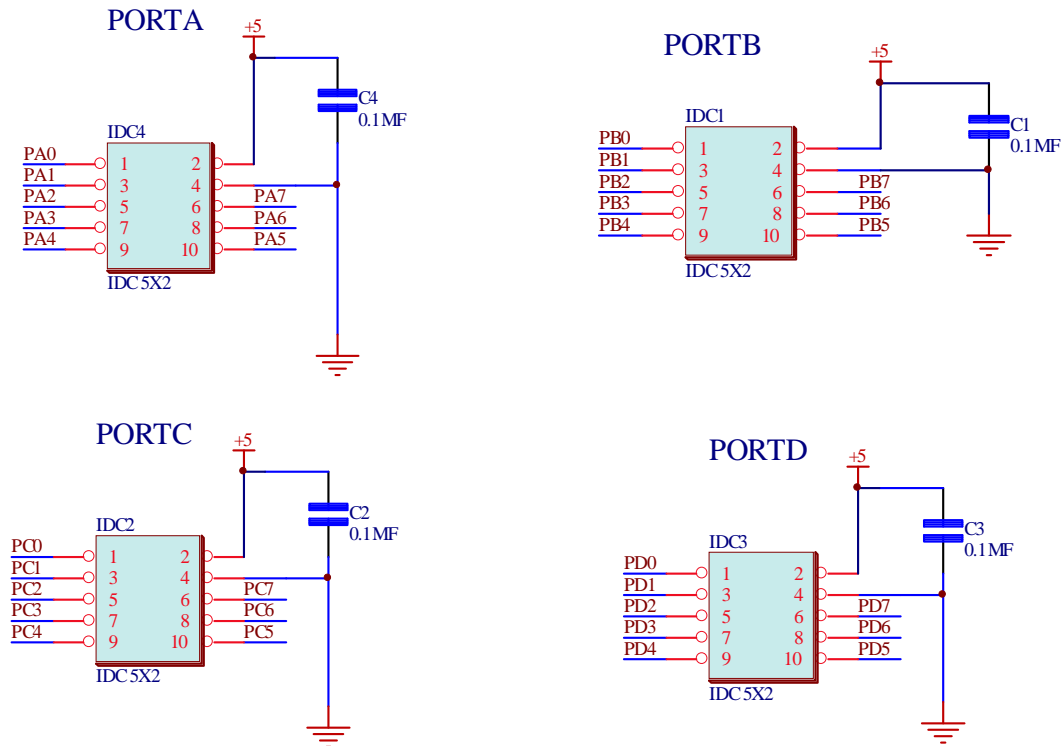 PORTA
+5
C4
0.1MF
IDC4
PA0 1 2
PA1 3 4
PA2 5 6 PA7
PA3 7 8 PA6
PA4 9 10 PA5
IDC5X2
PORTB
+5
C1
0.1MF
IDC1
PB0 1 2
PB1 3 4
PB2 5 6 PB7
PB3 7 8 PB6
PB4 9 10 PB5
IDC5X2
PORTC
+5
C2
0.1MF
IDC2
PC0 1 2
PC1 3 4
PC2 5 6 PC7
PC3 7 8 PC6
PC4 9 10 PC5
IDC5X2
PORTD
+5
C3
0.1MF
IDC3
PD0 1 2
PD1 3 4
PD2 5 6 PD7
PD3 7 8 PD6
PD4 9 10 PD5
IDC5X2